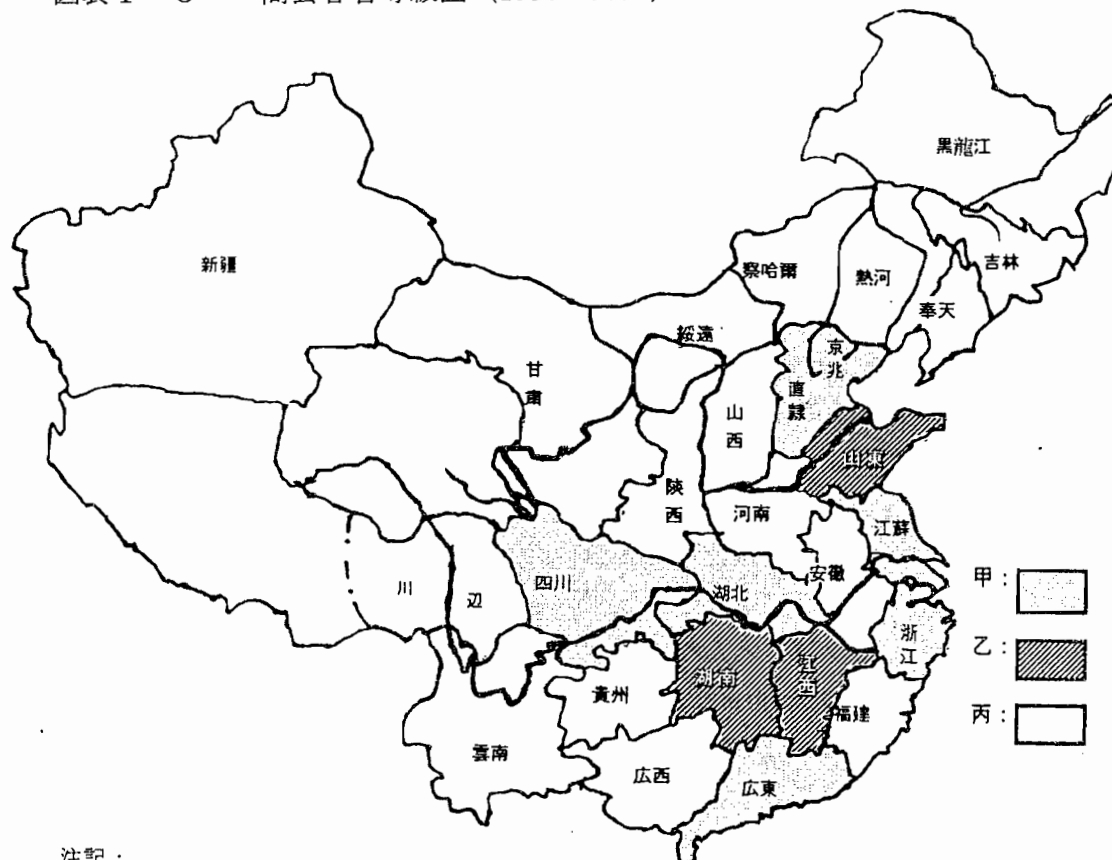 黒龍江
吉林
奉天
熱河
察哈爾
綏遠
新疆
甘粛
京兆
直隷
山西
山東
陝西
河南
江蘇
安徽
湖北
四川
川
辺
浙江
江西
湖南
貴州
福建
雲南
広西
広東
甲：
乙：
丙：
注記：